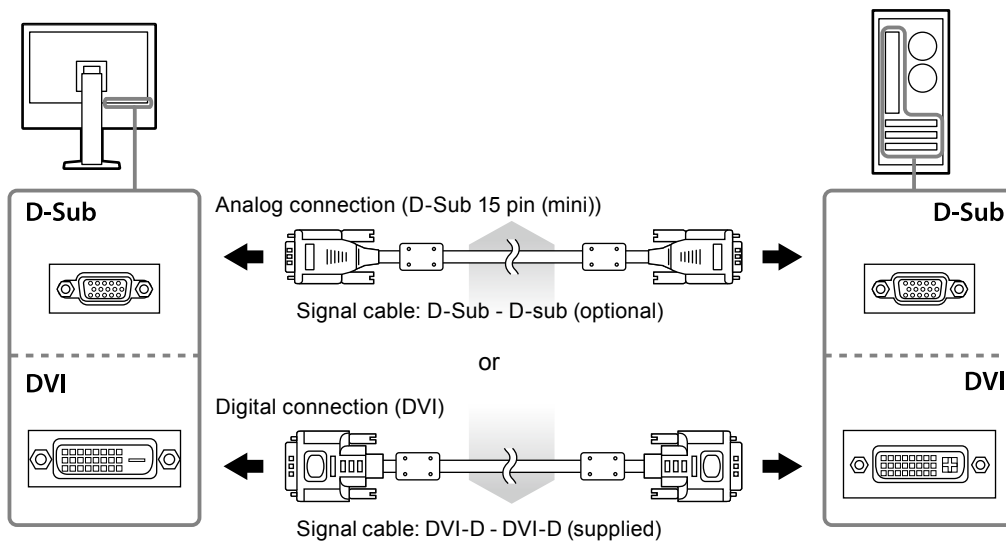 D-Sub
Analog connection (D-Sub 15 pin (mini))
D-Sub
Signal cable: D-Sub - D-sub (optional)
or
DVI
DVI
Digital connection (DVI)
Signal cable: DVI-D - DVI-D (supplied)